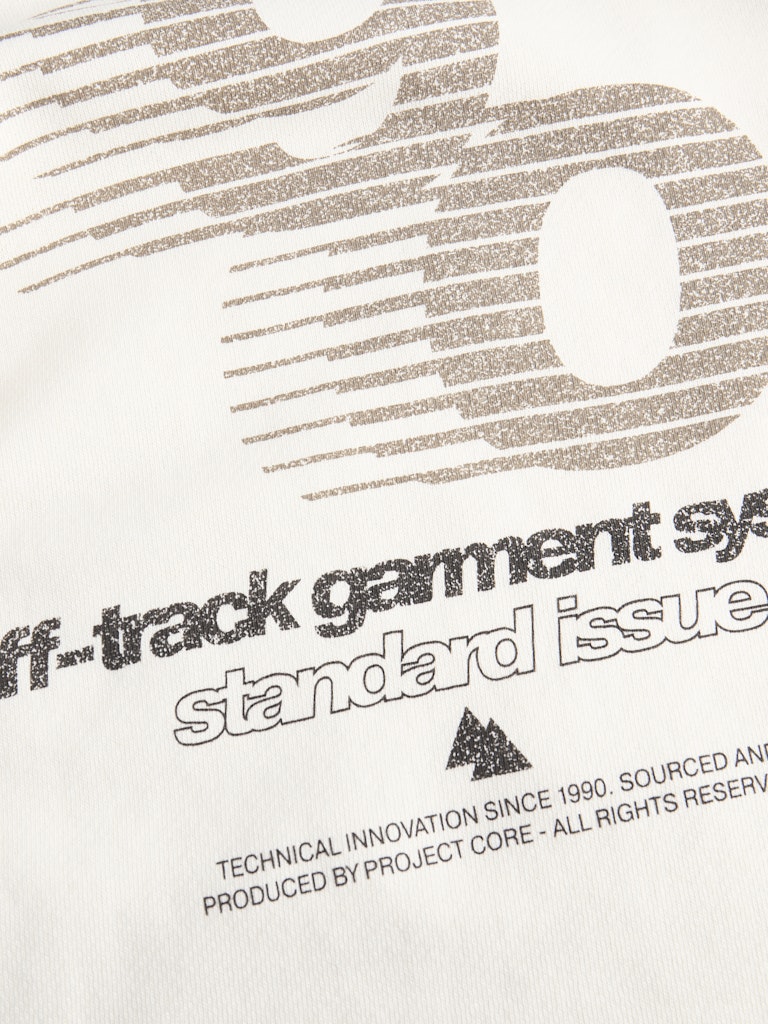 ff-track garment sys
standard issue
TECHNICAL INNOVATION SINCE 1990. SOURCED AND
PRODUCED BY PROJECT CORE - ALL RIGHTS RESERV